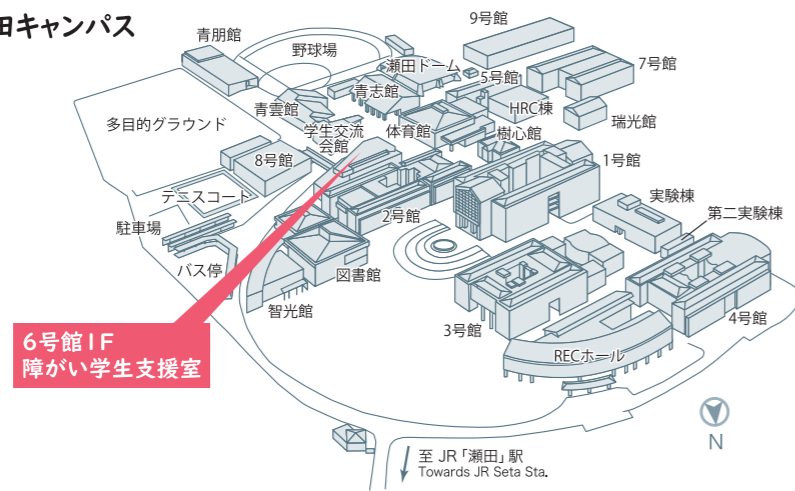 田キャンパス
青朋館
野球場
9号館
瀬田ドーム
5号館
7号館
青志館
HRC棟
青雲館
瑞光館
多目的グラウンド
学生交流
会館
体育館
樹心館
8号館
1号館
テニスコート
実験棟
駐車場
2号館
第二実験棟
バス停
図書館
智光館
3号館
4号館
6号館1F
障がい学生支援室
RECホール
N
至 JR「瀬田」駅
Towards JR Seta Sta.